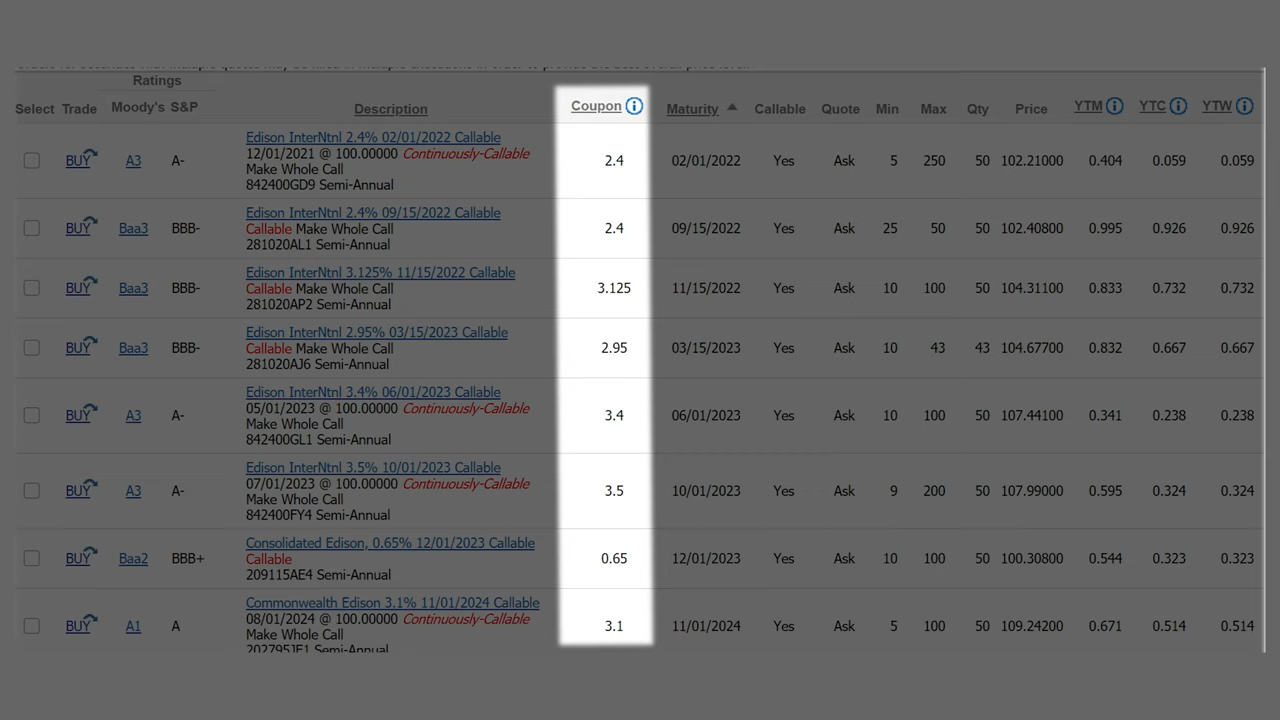 Ratings
Select Trade Moody's S&P Description Coupon Maturity Callable Quote Min Max Qty Price YTM YTC YTW
Edison InterNtnl 2.4% 02/01/2022 Callable
BUY A3 A- 12/01/2021 @ 100.00000 Continuously-Callable 2.4 02/01/2022 Yes Ask 5 250 50 102.21000 0.404 0.059 0.059
Make Whole Call
842400GD9 Semi-Annual
Edison InterNtnl 2.4% 09/15/2022 Callable
BUY Baa3 BBB- Callable Make Whole Call 2.4 09/15/2022 Yes Ask 25 50 50 102.40800 0.995 0.926 0.926
281020AL1 Semi-Annual
Edison InterNtnl 3.125% 11/15/2022 Callable
BUY Baa3 BBB- Callable Make Whole Call 3.125 11/15/2022 Yes Ask 10 100 50 104.31100 0.833 0.732 0.732
281020AP2 Semi-Annual
Edison InterNtnl 2.95% 03/15/2023 Callable
BUY Baa3 BBB- Callable Make Whole Call 2.95 03/15/2023 Yes Ask 10 43 43 104.67700 0.832 0.667 0.667
281020AJ6 Semi-Annual
Edison InterNtnl 3.4% 06/01/2023 Callable
BUY A3 A- 05/01/2023 @ 100.00000 Continuously-Callable 3.4 06/01/2023 Yes Ask 10 100 50 107.44100 0.341 0.238 0.238
Make Whole Call
842400GL1 Semi-Annual
Edison InterNtnl 3.5% 10/01/2023 Callable
BUY A3 A- 07/01/2023 @ 100.00000 Continuously-Callable 3.5 10/01/2023 Yes Ask 9 200 50 107.99000 0.595 0.324 0.324
Make Whole Call
842400FY4 Semi-Annual
Consolidated Edison, 0.65% 12/01/2023 Callable
BUY Baa2 BBB+ Callable 0.65 12/01/2023 Yes Ask 10 100 50 100.30800 0.544 0.323 0.323
209115AE4 Semi-Annual
Commonwealth Edison 3.1% 11/01/2024 Callable
BUY A1 A 08/01/2024 @ 100.00000 Continuously-Callable 3.1 11/01/2024 Yes Ask 5 100 50 109.24200 0.671 0.514 0.514
Make Whole Call
202795JE1 Semi-Annual